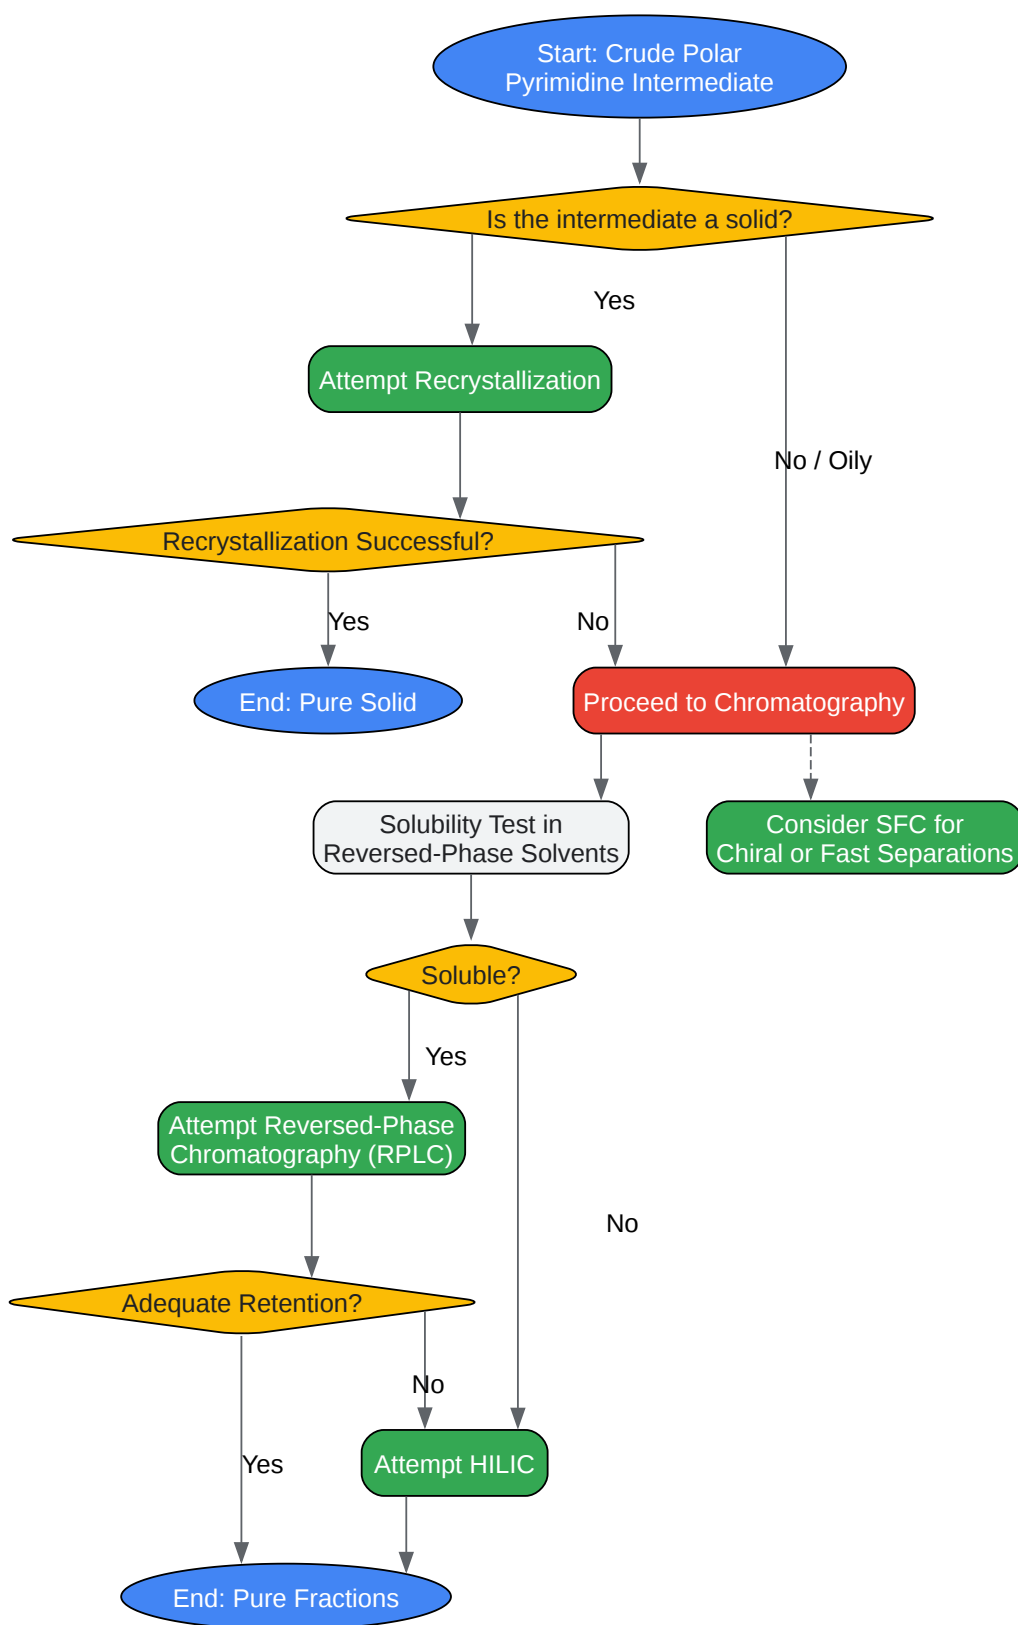 Start: Crude Polar
Pyrimidine Intermediate
Is the intermediate a solid?
Yes
Attempt Recrystallization
No / Oily
Recrystallization Successful?
Yes
No
End: Pure Solid
Proceed to Chromatography
Solubility Test in
Reversed-Phase Solvents
Consider SFC for
Chiral or Fast Separations
Soluble?
Yes
Attempt Reversed-Phase
Chromatography (RPLC)
No
Adequate Retention?
No
Yes
Attempt HILIC
End: Pure Fractions